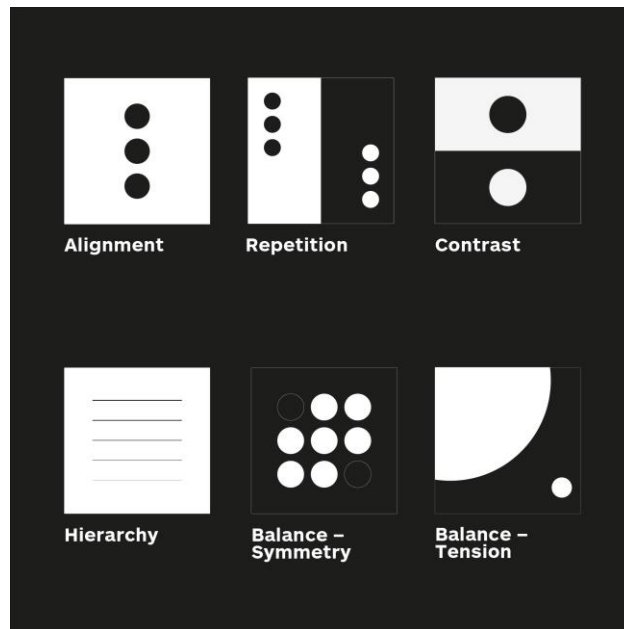 Alignment
Repetition
Contrast
Hierarchy
Balance –
Symmetry
Balance –
Tension